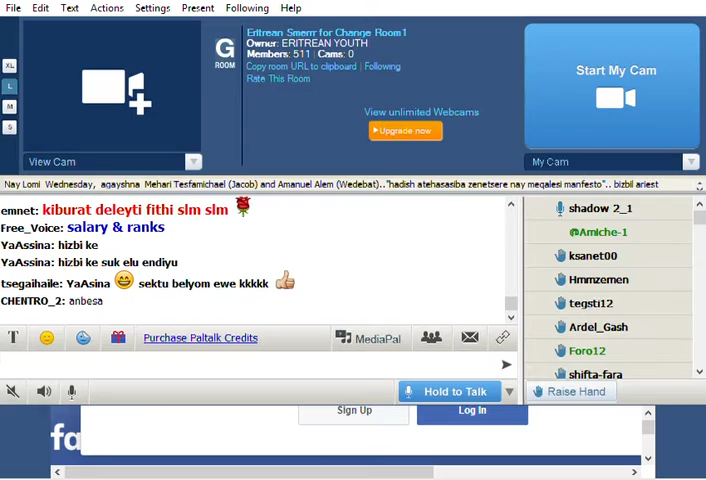 File Edit Text Actions Settings Present Following Help
XL
L
M
S
View Cam
G
ROOM
Eritrean Smerrr for Change Room1
Owner: ERITREAN YOUTH
Members: 511 | Cams: 0
Copy room URL to clipboard | Following
Rate This Room
View unlimited Webcams
Upgrade now
Start My Cam
My Cam
Nay Lomi Wednesday, agayshna Mehari Tesfamichael (Jacob) and Amanuel Alem (Wedebat).."hadish atehasasiba zenetsere nay meqalesi manfesto".. bizbil ariest
emnet: kiburat deleyti fithi slm slm
Free_Voice: salary & ranks
YaAssina: hizbi ke
YaAssina: hizbi ke suk elu endiyu
tsegaihaile: YaAsina sektu belyom ewe kkkkk
CHENTRO_2: anbesa
shadow 2_1
@Amiche-1
ksanet00
Hmmzemen
tegsti12
Ardel_Gash
Foro12
shifta-fara
T Purchase Paltalk Credits MediaPal
Hold to Talk
Raise Hand
Sign Up Log In
fa